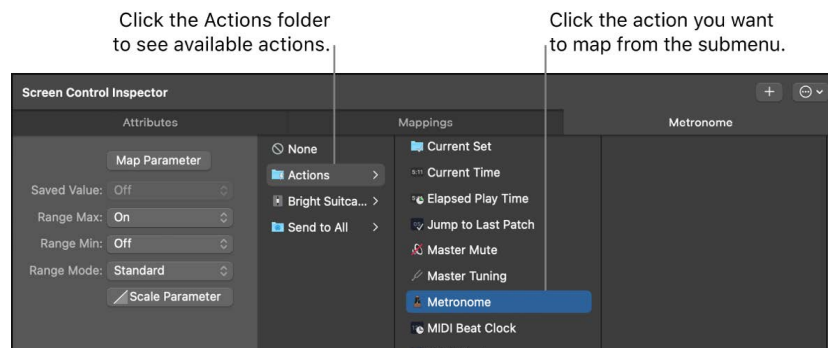 Click the Actions folder
to see available actions.
Click the action you want
to map from the submenu.
Screen Control Inspector
Attributes
Mappings
Metronome
Map Parameter
Saved Value: Off
Range Max: On
Range Min: Off
Range Mode: Standard
Scale Parameter
None
Actions
Bright Suitca...
Send to All
Current Set
Current Time
Elapsed Play Time
Jump to Last Patch
Master Mute
Master Tuning
Metronome
MIDI Beat Clock